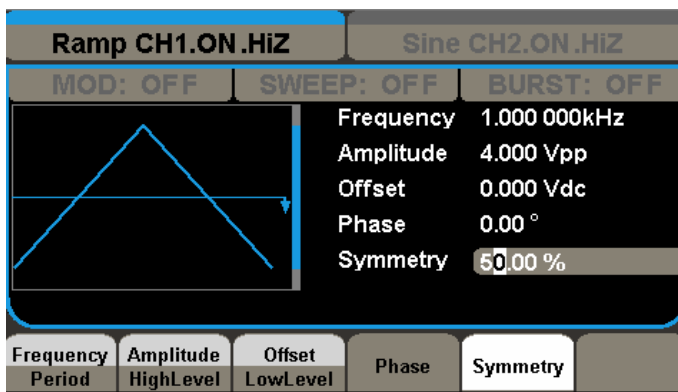 Ramp CH1.ON.HiZ
Sine CH2.ON.HiZ
MOD: OFF
SWEEP: OFF
BURST: OFF
Frequency 1.000 000kHz
Amplitude 4.000 Vpp
Offset 0.000 Vdc
Phase 0.00 °
Symmetry 50.00 %
Frequency
Period
Amplitude
HighLevel
Offset
LowLevel
Phase
Symmetry